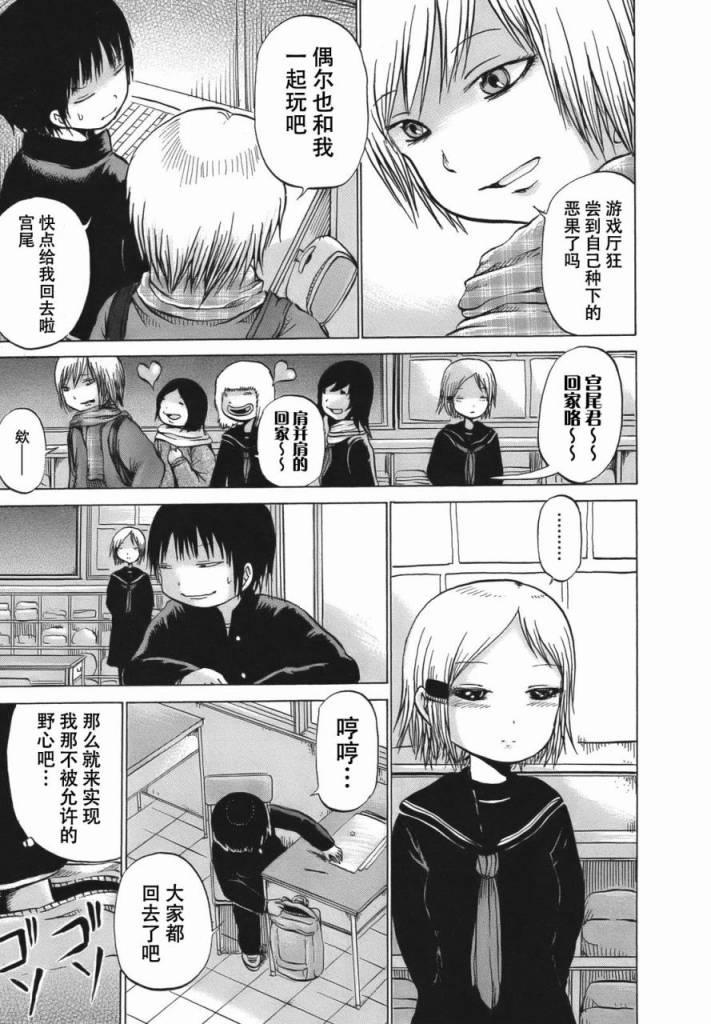 游戏厅狂
尝到自己种下的
恶果了吗
偶尔也和我
一起玩吧
快点给我回去啦
宫尾
宫尾君～
回家咯～～
肩并肩的
回家～～
欸——
………
哼哼…
大家都
回去了吧
那么就来实现
我那不被允许的
野心吧…
ゴソ
ゴソ